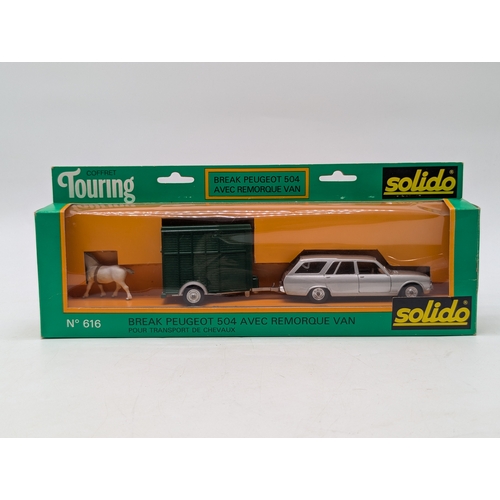 COFFRET
Touring
BREAK PEUGEOT 504
AVEC REMORQUE VAN
solido
solido
N° 616
BREAK PEUGEOT 504 AVEC REMORQUE VAN
POUR TRANSPORT DE CHEVAUX